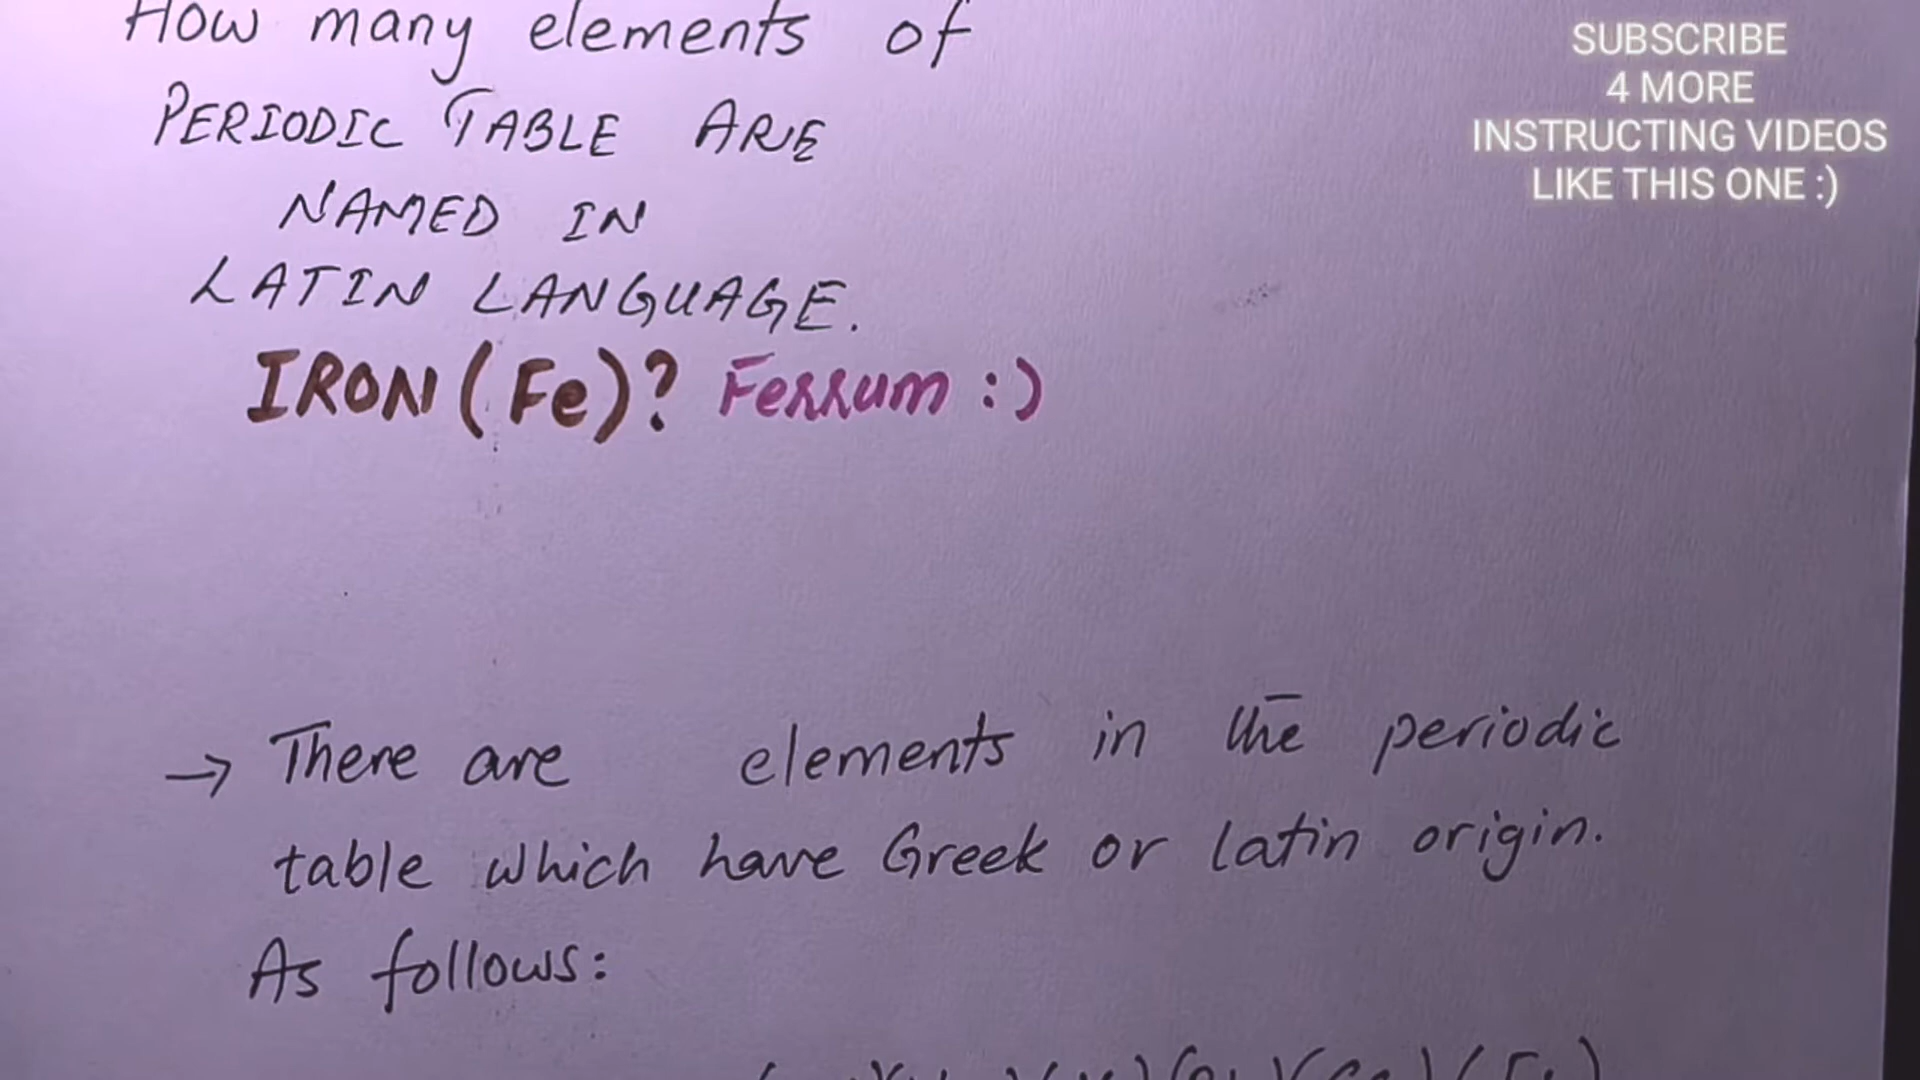 How many elements of
PERIODIC TABLE ARE
NAMED IN
LATIN LANGUAGE.
IRON (Fe)? Ferrum :)
→ There are elements in the periodic
table which have Greek or latin origin.
As follows:
SUBSCRIBE
4 MORE
INSTRUCTING VIDEOS
LIKE THIS ONE :)